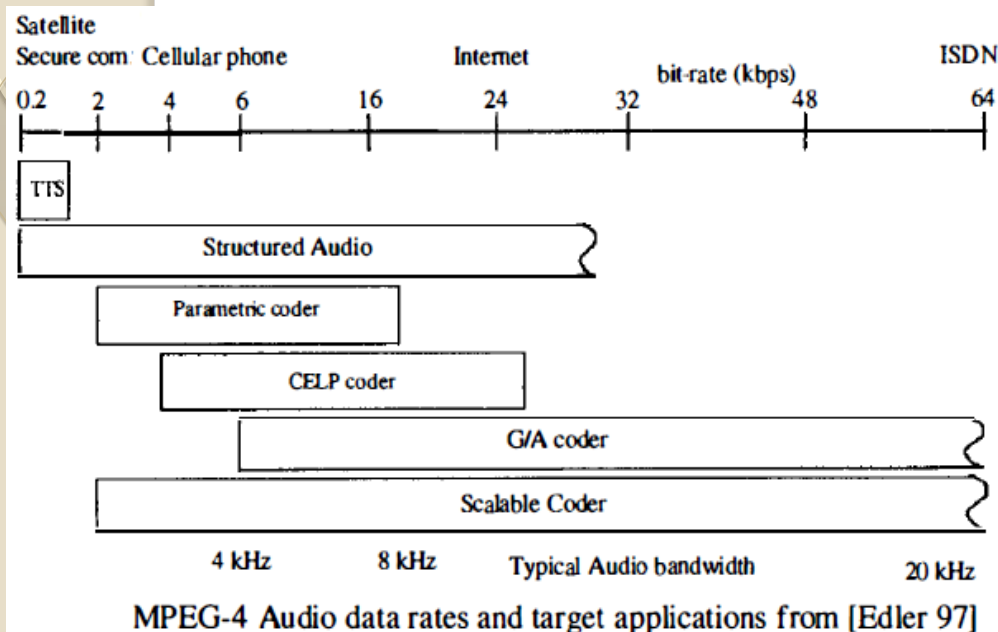 Satellite
Secure com: Cellular phone Internet ISDN
bit-rate (kbps)
0.2 2 4 6 16 24 32 48 64
TTS
Structured Audio
Parametric coder
CELP coder
G/A coder
Scalable Coder
4 kHz 8 kHz Typical Audio bandwidth 20 kHz
MPEG-4 Audio data rates and target applications from [Edler 97]